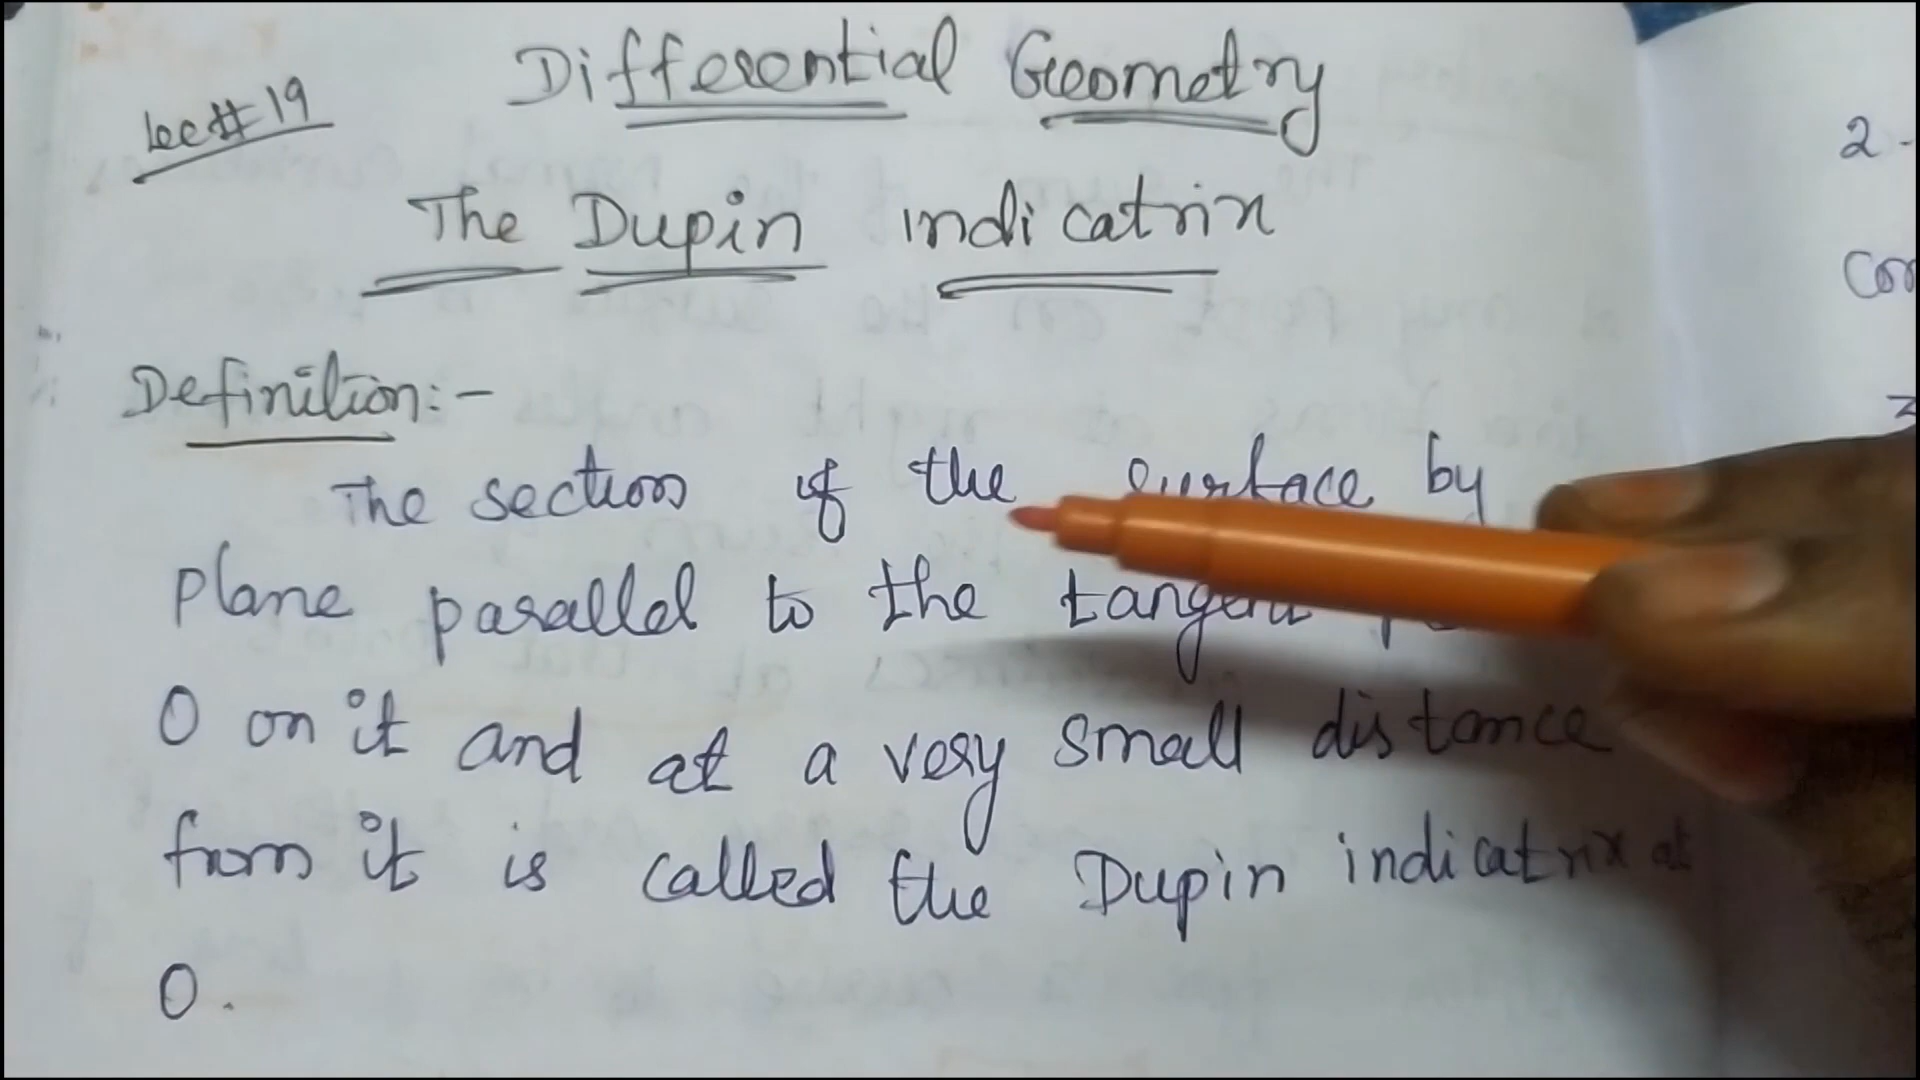 Differential Geometry
Lec# 19
The Dupin indicatrix
Definition:-
The section of the surface by
plane parallel to the tangent
O on it and at a very small distance
from it is called the Dupin indicatrix at
O.
2-